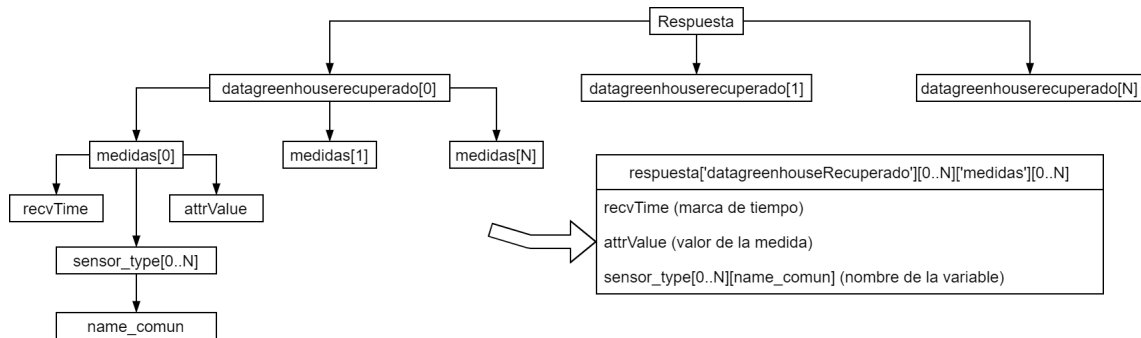 Respuesta
datagreenhouserecuperado[0]
datagreenhouserecuperado[1]
datagreenhouserecuperado[N]
medidas[0]
medidas[1]
medidas[N]
recvTime
attrValue
sensor_type[0..N]
name_comun
respuesta['datagreenhouseRecuperado'][0..N]['medidas'][0..N]
recvTime (marca de tiempo)
attrValue (valor de la medida)
sensor_type[0..N][name_comun] (nombre de la variable)